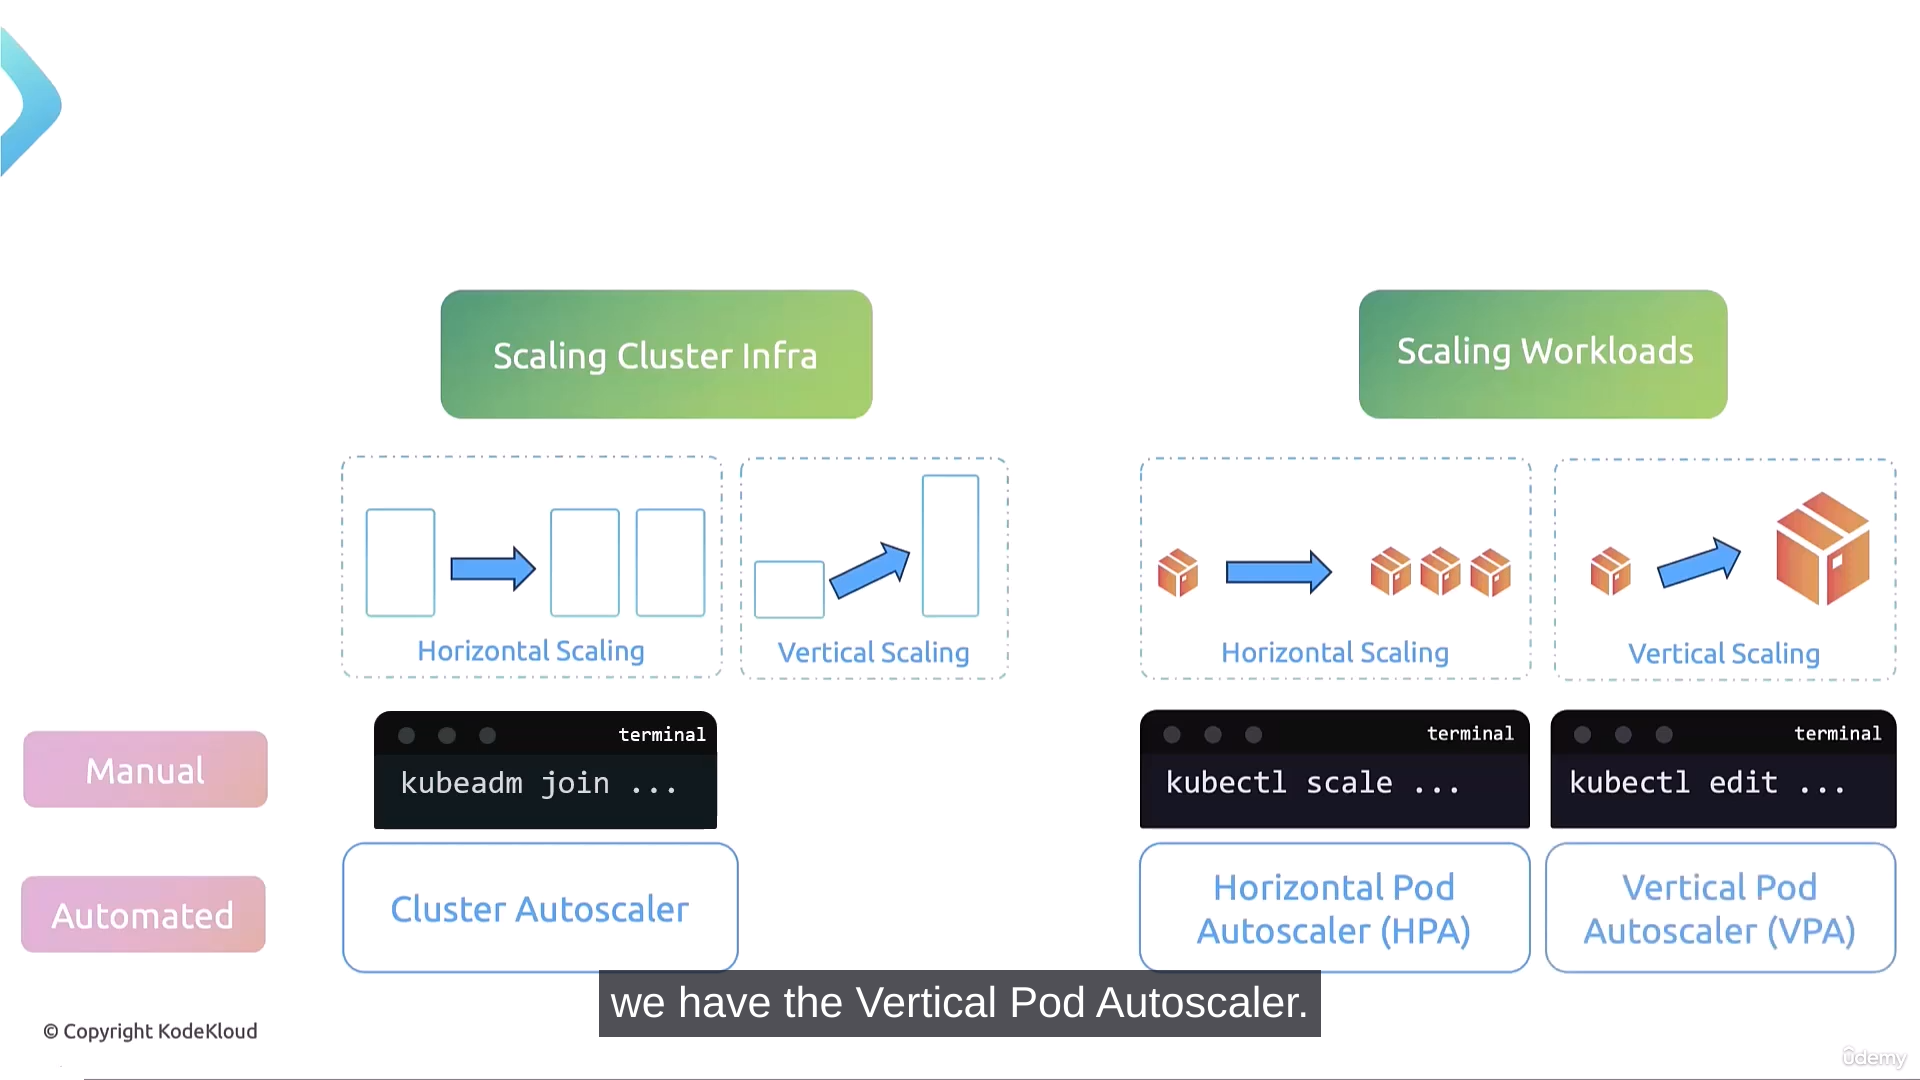 Scaling Cluster Infra
Scaling Workloads
Horizontal Scaling
Vertical Scaling
Horizontal Scaling
Vertical Scaling
Manual
terminal
kubeadm join ...
terminal
kubectl scale ...
terminal
kubectl edit ...
Automated
Cluster Autoscaler
Horizontal Pod
Autoscaler (HPA)
Vertical Pod
Autoscaler (VPA)
we have the Vertical Pod Autoscaler.
© Copyright KodeKloud
ûdemy